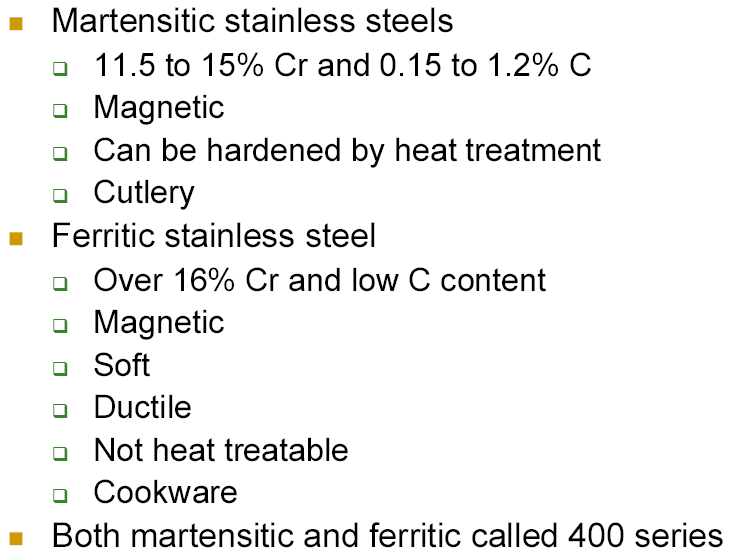 Martensitic stainless steels
11.5 to 15% Cr and 0.15 to 1.2% C
Magnetic
Can be hardened by heat treatment
Cutlery
Ferritic stainless steel
Over 16% Cr and low C content
Magnetic
Soft
Ductile
Not heat treatable
Cookware
Both martensitic and ferritic called 400 series